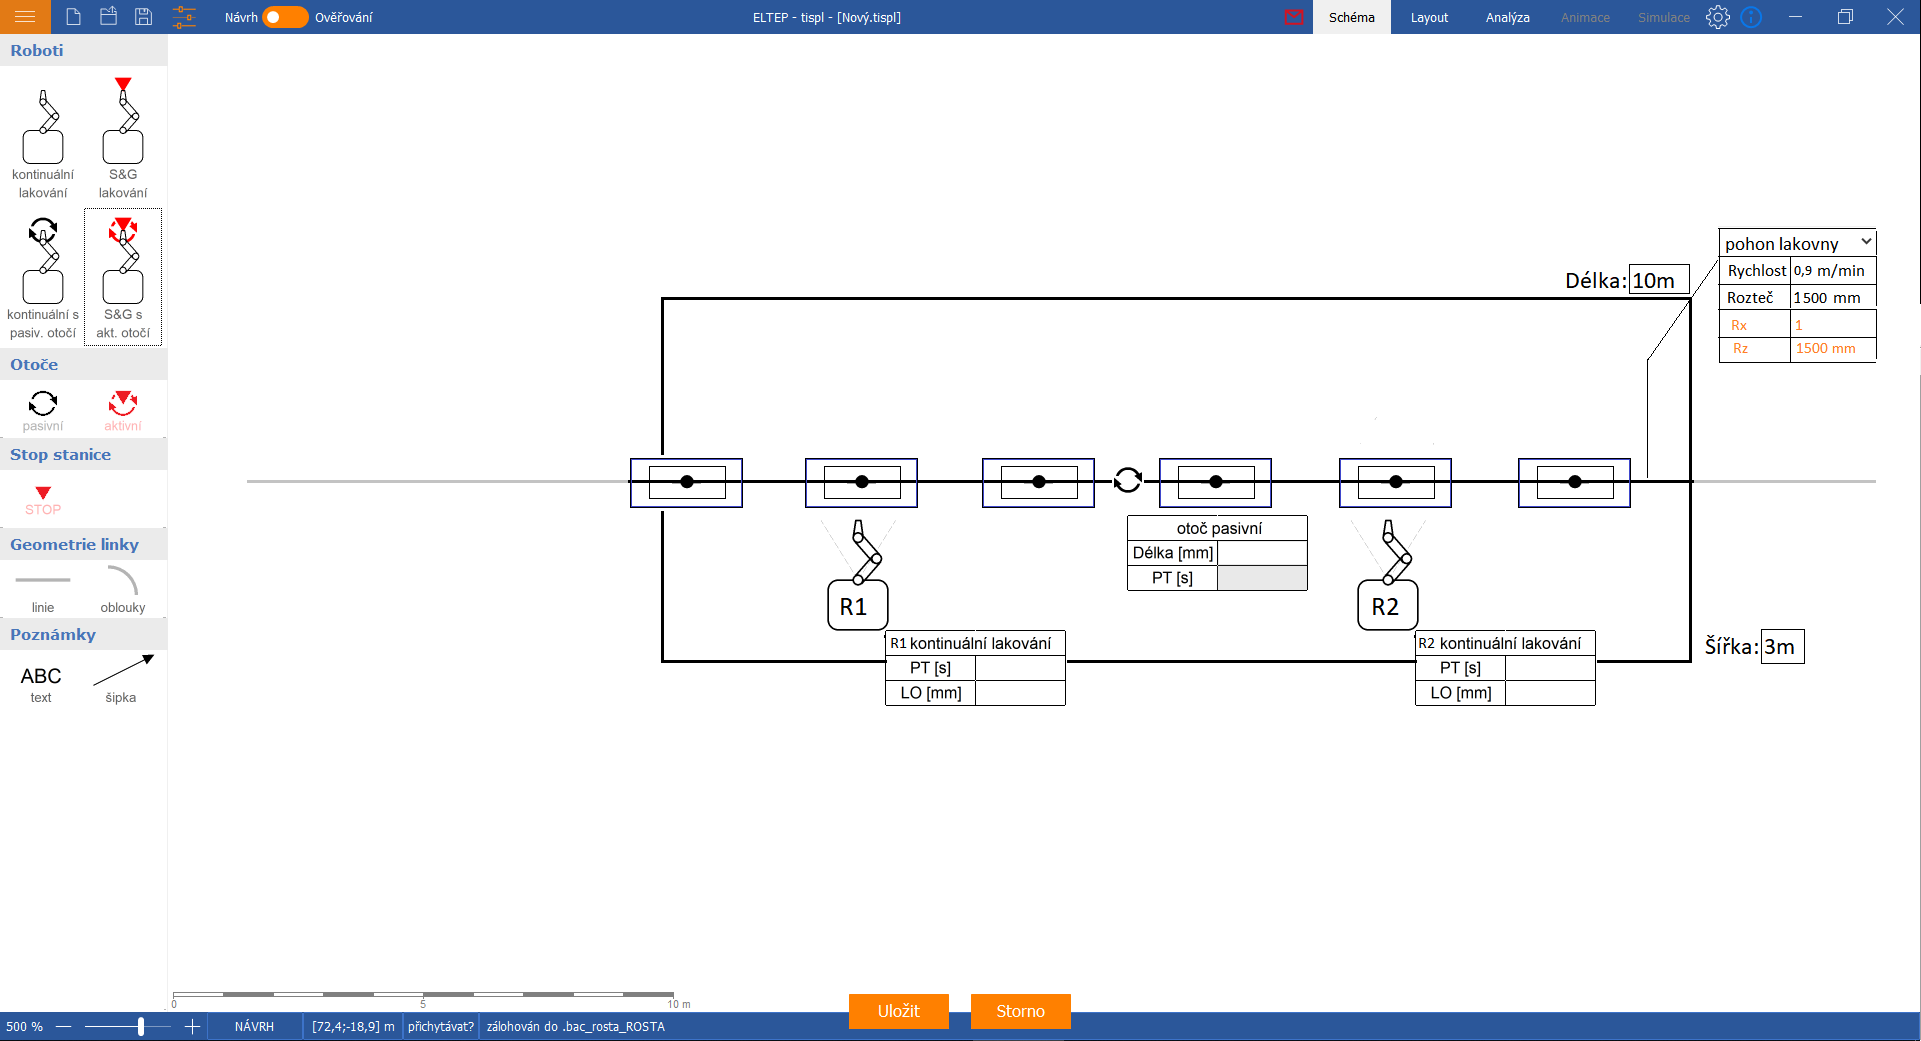 Návrh Ověřování ELTEP - tispl - [Nový.tispl] Schéma Layout Analýza Animace Simulace
Roboti
kontinuální lakování
S&G lakování
kontinuální s pasiv. otočí
S&G s akt. otočí
Otoče
pasivní aktivní
Stop stanice
STOP
Geometrie linky
linie oblouky
Poznámky
ABC
text šipka
pohon lakovny
Rychlost 0,9 m/min
Rozteč 1500 mm
Rx 1
Rz 1500 mm
Délka: 10m
otoč pasivní
Délka [mm]
PT [s]
R1
R2
R1 kontinuální lakování
PT [s]
LO [mm]
R2 kontinuální lakování
PT [s]
LO [mm]
Šířka: 3m
0 5 10 m
Uložit Storno
500 % NÁVRH [72,4;-18,9] m přichytávat? zálohován do .bac_rosta_ROSTA